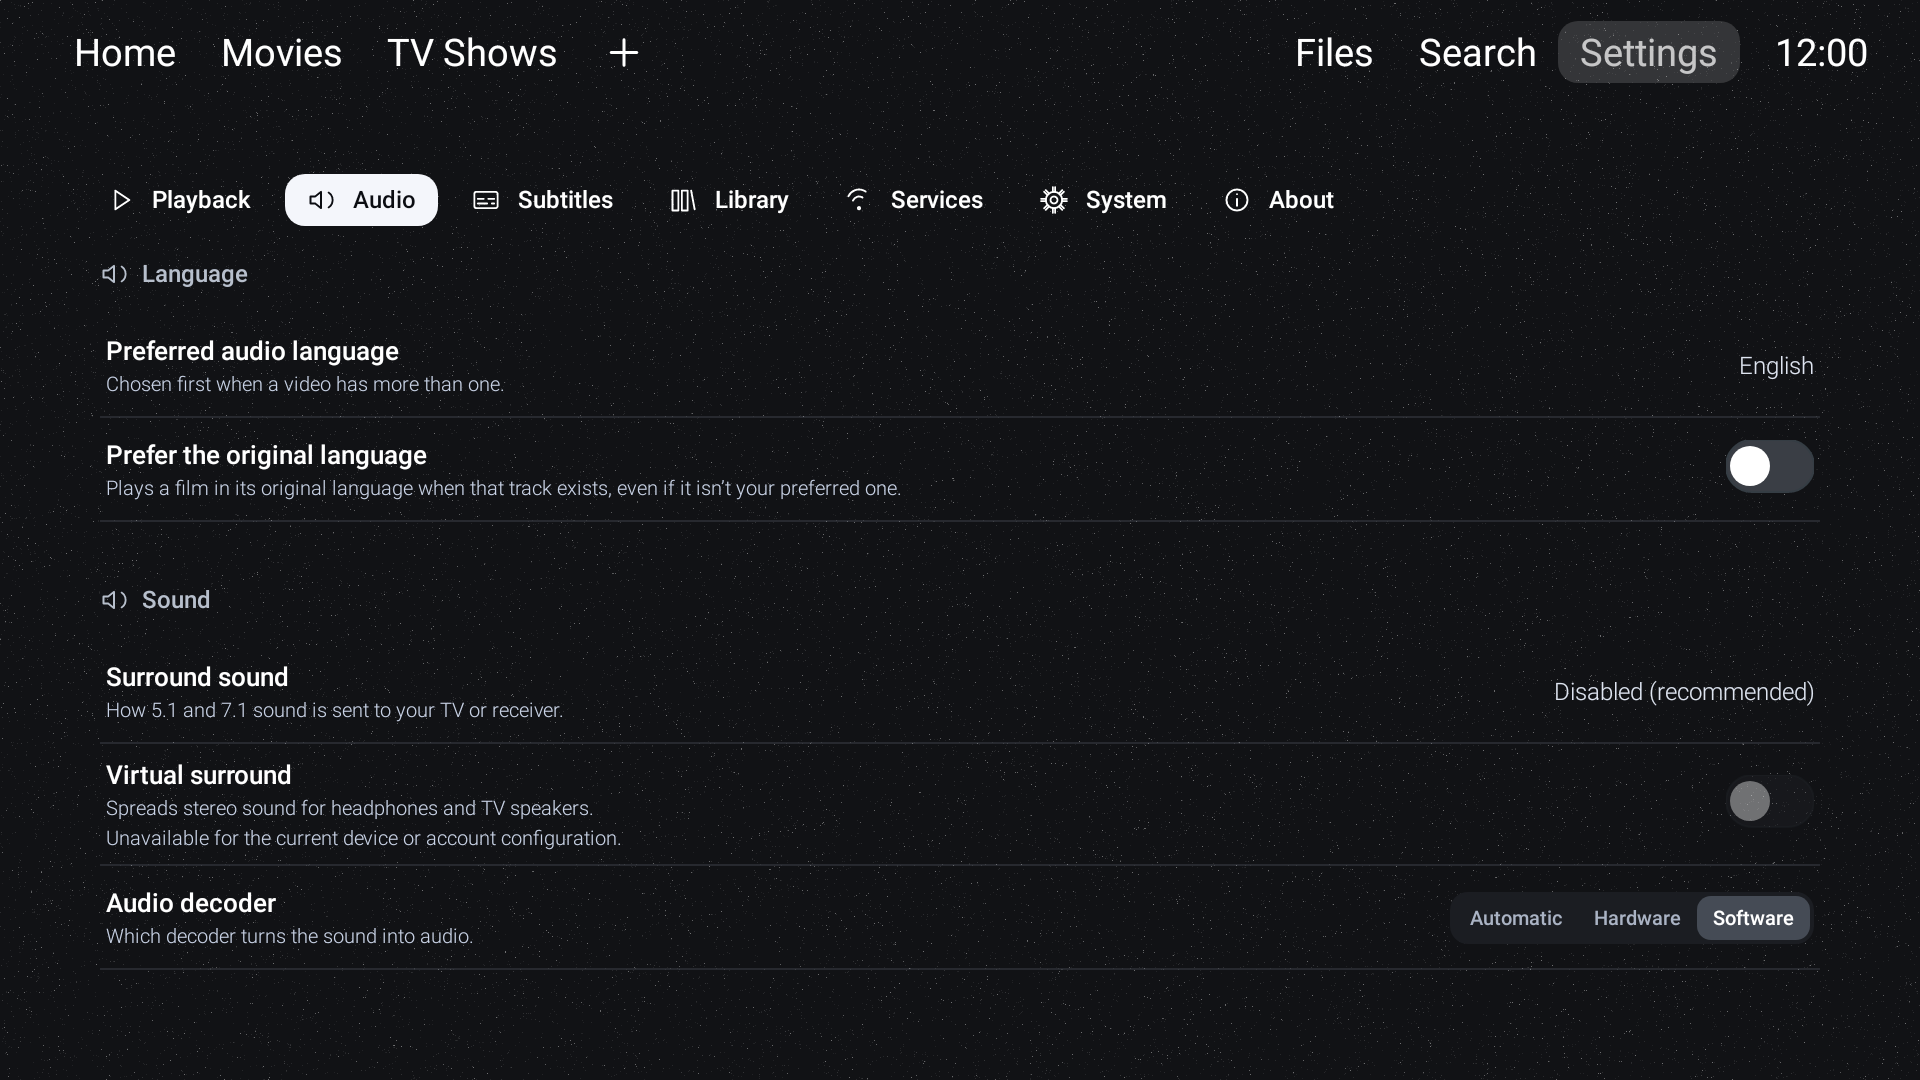 Home Movies TV Shows Files Search Settings 12:00
Playback Audio Subtitles Library Services System About
Language
Preferred audio language
Chosen first when a video has more than one.
English
Prefer the original language
Plays a film in its original language when that track exists, even if it isn’t your preferred one.
Sound
Surround sound
How 5.1 and 7.1 sound is sent to your TV or receiver.
Disabled (recommended)
Virtual surround
Spreads stereo sound for headphones and TV speakers.
Unavailable for the current device or account configuration.
Audio decoder
Which decoder turns the sound into audio.
Automatic Hardware Software